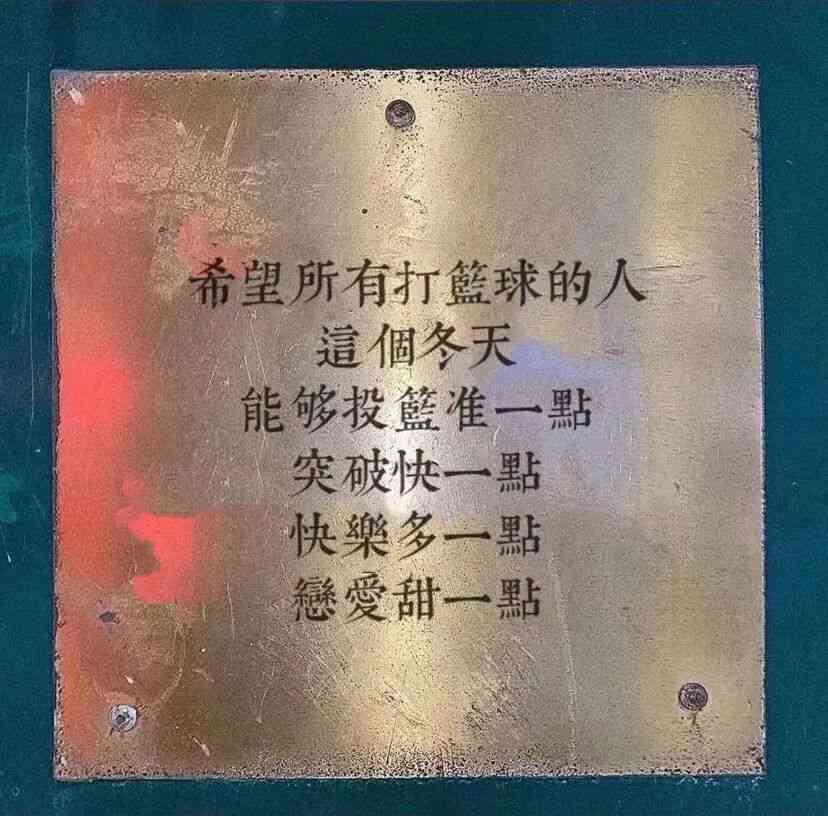 希望所有打籃球的人
這個冬天
能够投籃准一點
突破快一點
快樂多一點
戀愛甜一點